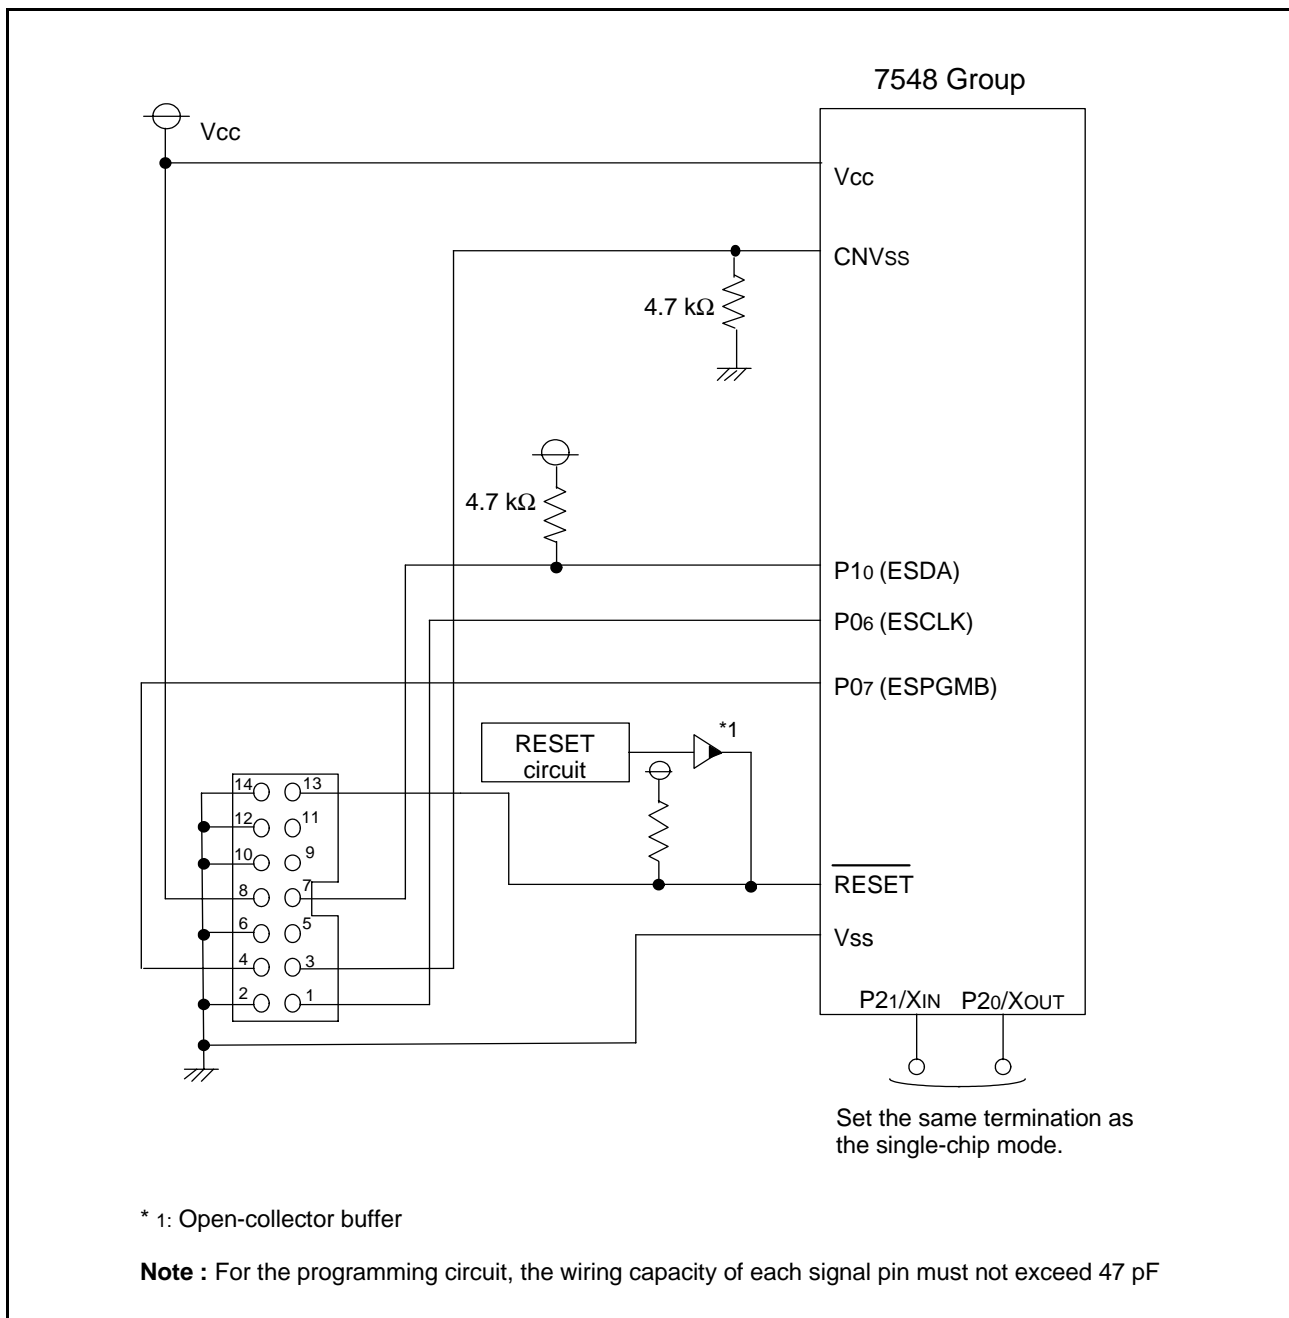 7548 Group
Vcc
Vcc
CNVss
4.7 kΩ
4.7 kΩ
P10 (ESDA)
P06 (ESCLK)
P07 (ESPGMB)
*1
RESET
circuit
14 13
12 11
10 9
8 7
6 5
4 3
2 1
RESET
Vss
P21/XIN P20/XOUT
Set the same termination as
the single-chip mode.
* 1: Open-collector buffer
Note : For the programming circuit, the wiring capacity of each signal pin must not exceed 47 pF